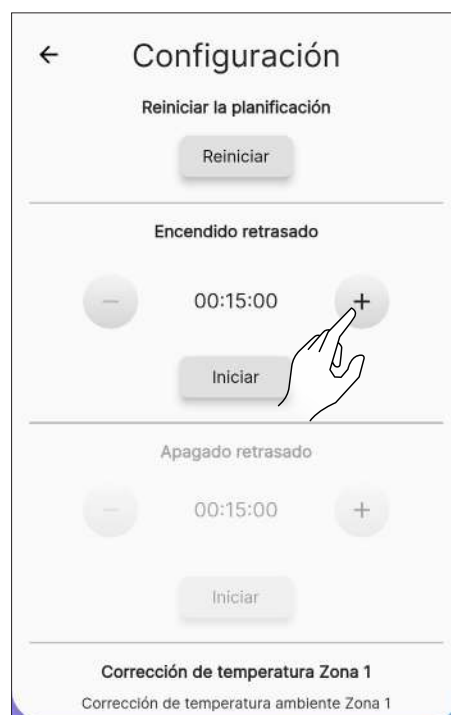 Configuración
Reiniciar la planificación
Reiniciar
Encendido retrasado
− 00:15:00 +
Iniciar
Apagado retrasado
− 00:15:00 +
Iniciar
Corrección de temperatura Zona 1
Corrección de temperatura ambiente Zona 1